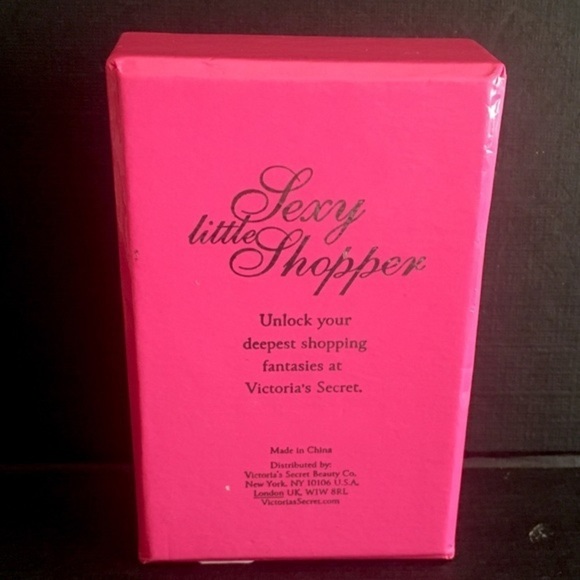 Sexy
little Shopper
Unlock your
deepest shopping
fantasies at
Victoria's Secret.
Made in China
Distributed by:
Victoria's Secret Beauty Co.
New York, NY 10106 U.S.A.
London UK, W1W 8RL
VictoriasSecret.com